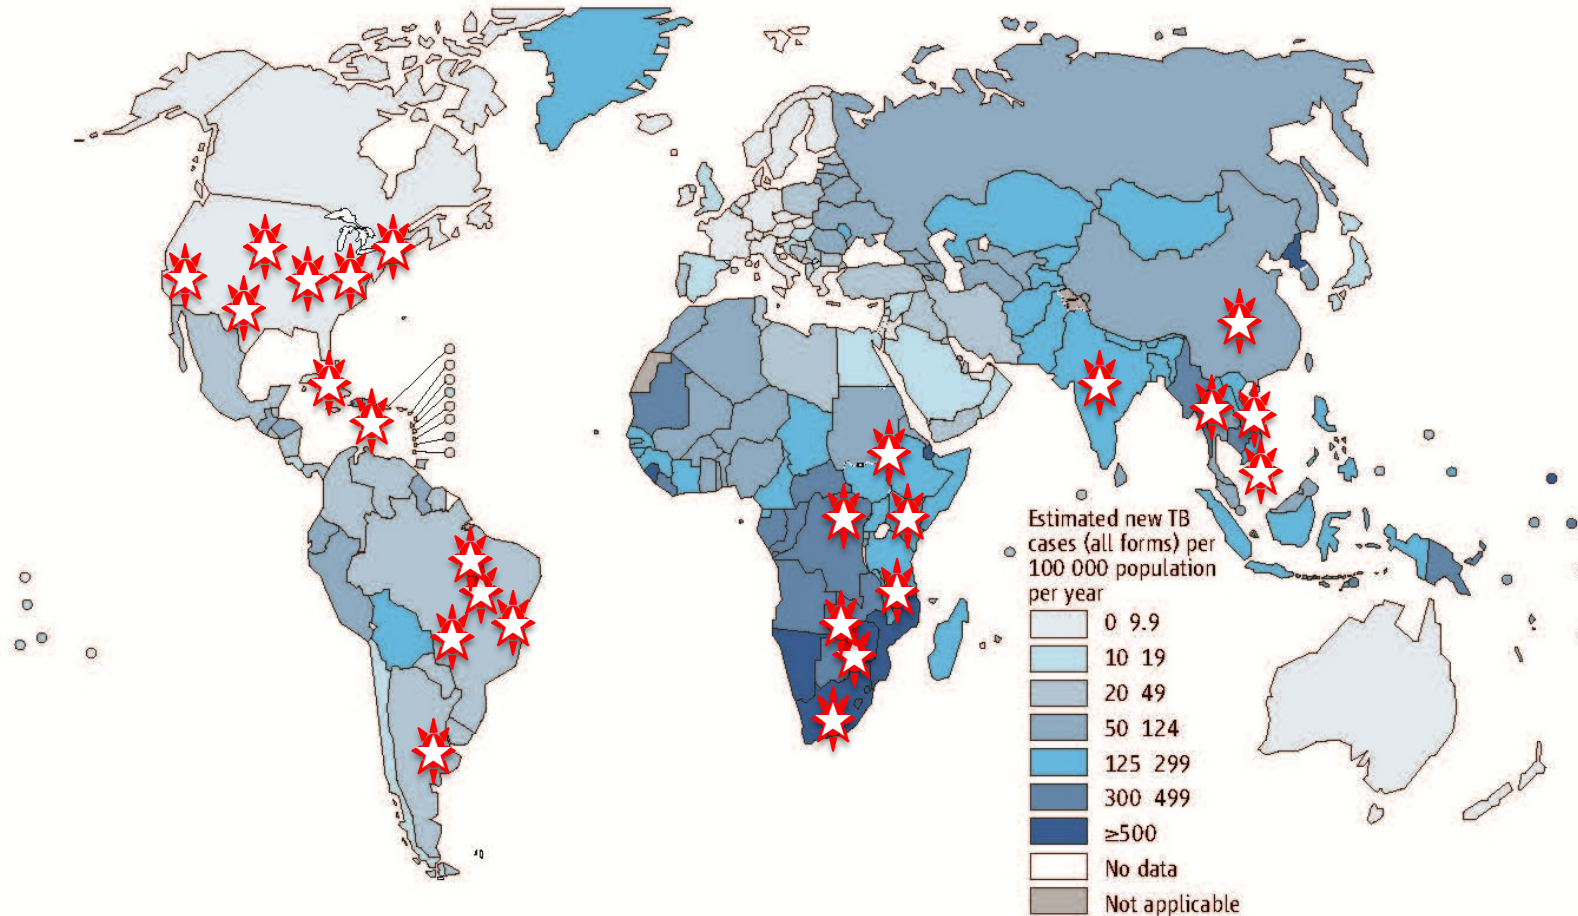 Estimated new TB
cases (all forms) per
100 000 population
per year
0 9.9
10 19
20 49
50 124
125 299
300 499
≥500
No data
Not applicable